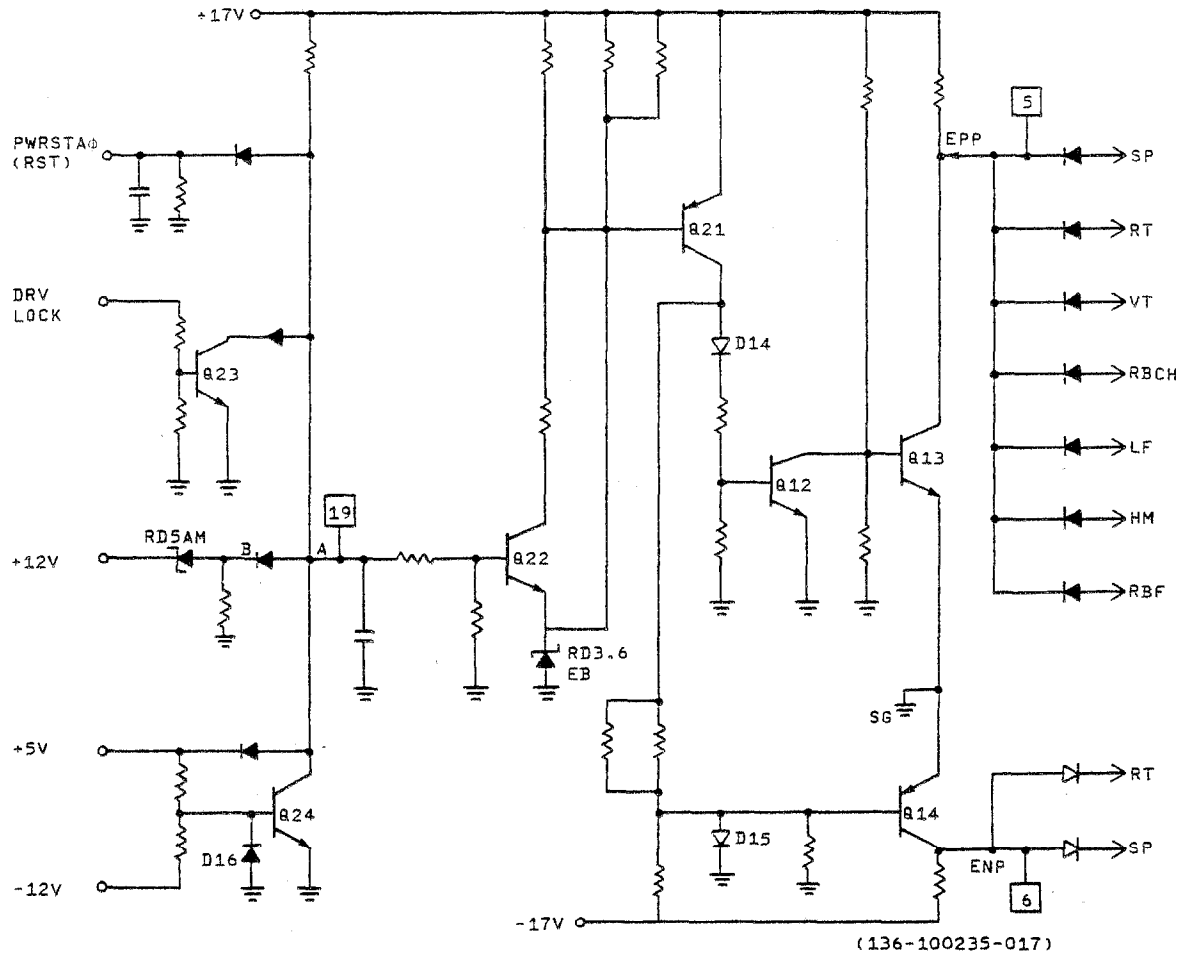 +17V
5
PWRSTAΦ
(RST)
EPP
SP
Q21
RT
DRV
LOCK
VT
D14
Q23
RBCH
Q12
Q13
LF
19
RD5AM
HM
+12V
B
A
Q22
RBF
RD3.6
EB
SG
+5V
RT
Q24
Q14
D15
SP
D16
ENP
-12V
6
-17V
(136-100235-017)